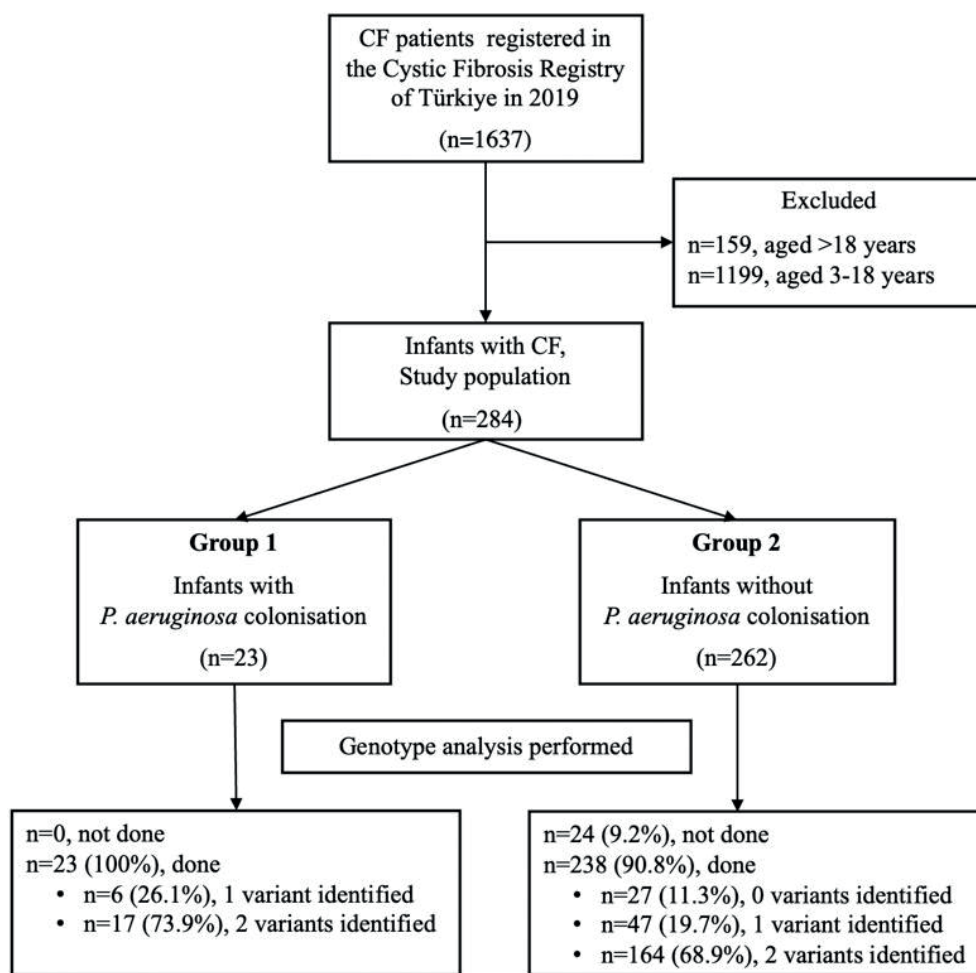 CF patients registered in
the Cystic Fibrosis Registry
of Türkiye in 2019
(n=1637)
Excluded
n=159, aged >18 years
n=1199, aged 3-18 years
Infants with CF,
Study population
(n=284)
Group 1
Infants with
P. aeruginosa colonisation
(n=23)
Group 2
Infants without
P. aeruginosa colonisation
(n=262)
Genotype analysis performed
n=0, not done
n=23 (100%), done
• n=6 (26.1%), 1 variant identified
• n=17 (73.9%), 2 variants identified
n=24 (9.2%), not done
n=238 (90.8%), done
• n=27 (11.3%), 0 variants identified
• n=47 (19.7%), 1 variant identified
• n=164 (68.9%), 2 variants identified